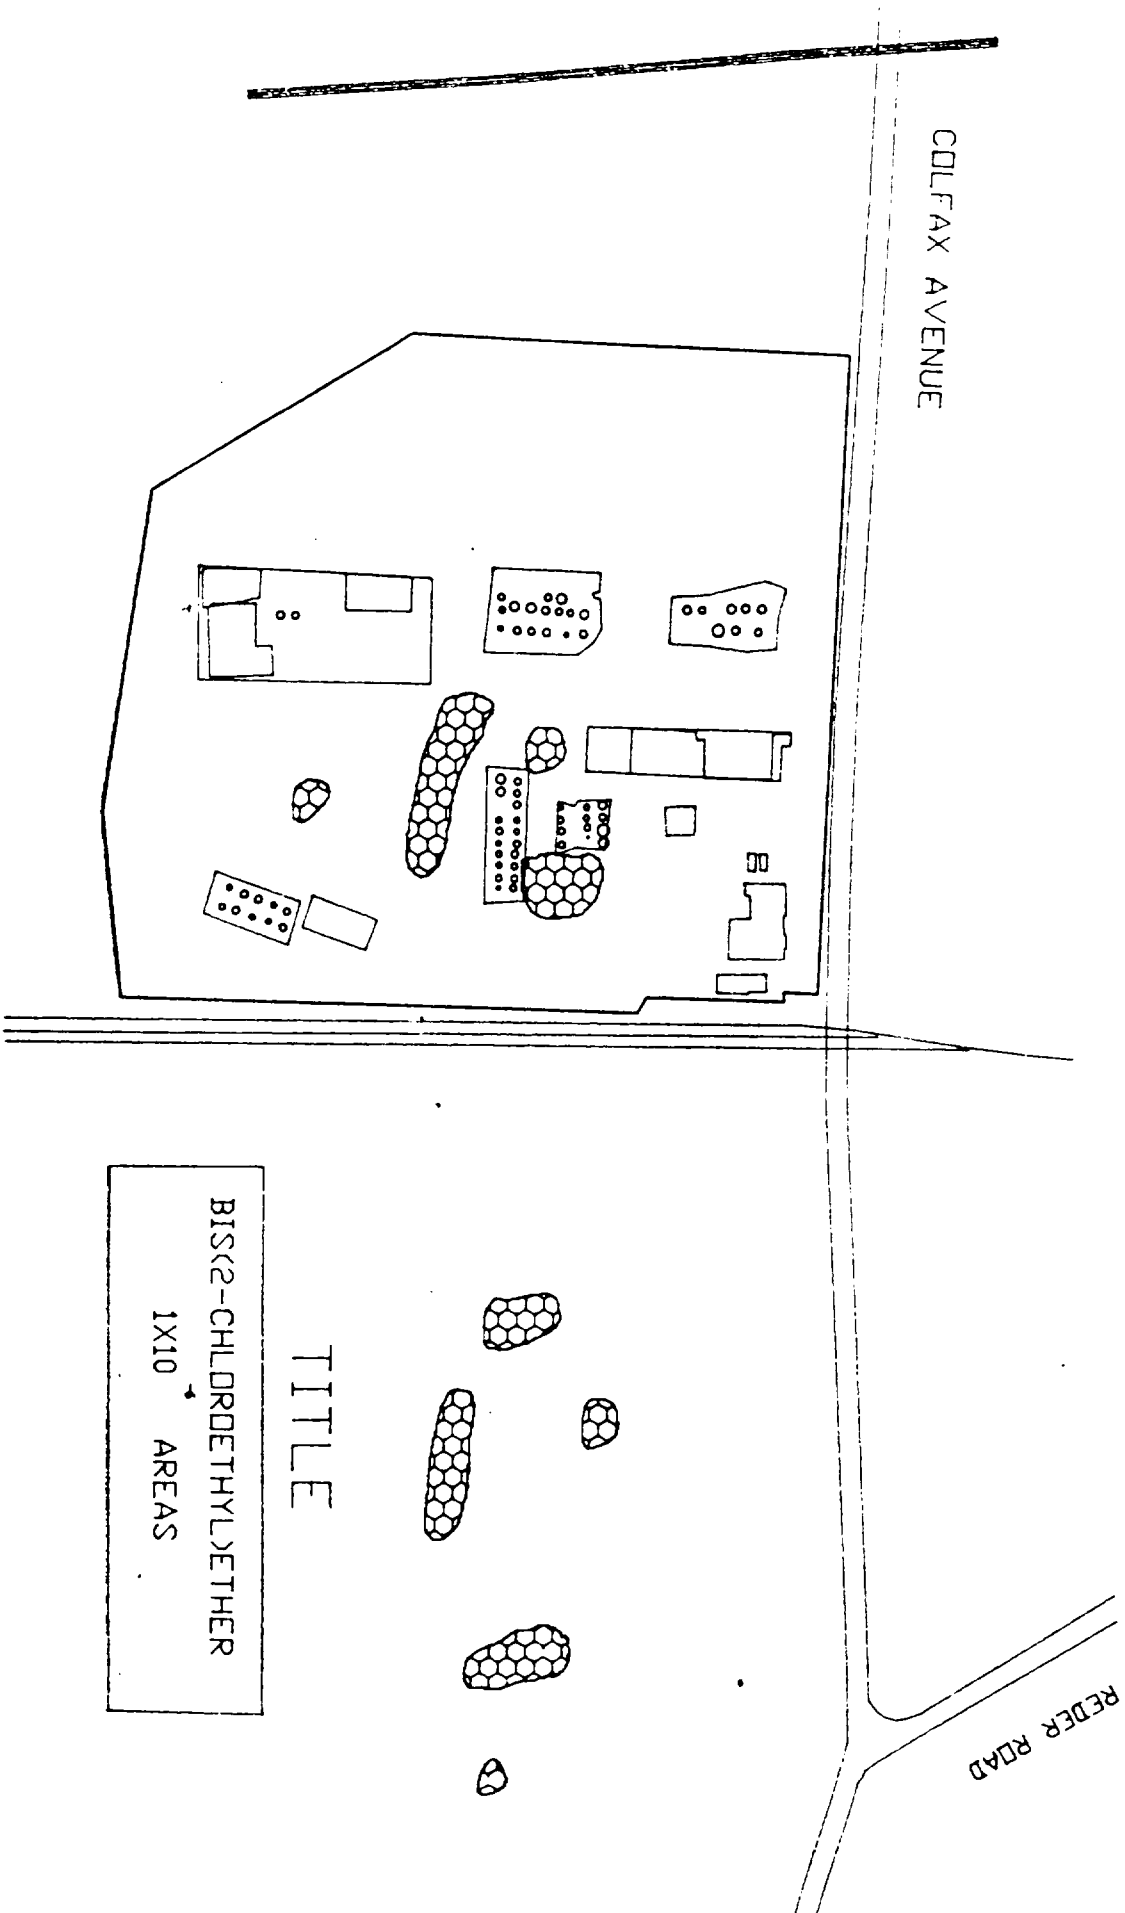 COLFAX AVENUE
REDER ROAD
TITLE
BIS(2-CHLOROETHYL)ETHER
1X10 AREAS